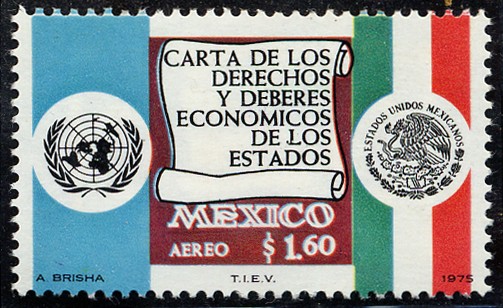 CARTA DE LOS
DERECHOS
Y DEBERES
ECONOMICOS
DE LOS
ESTADOS
ESTADOS UNIDOS MEXICANOS
MEXICO
AEREO $1.60
A BRISHA T.I.E.V. 1975